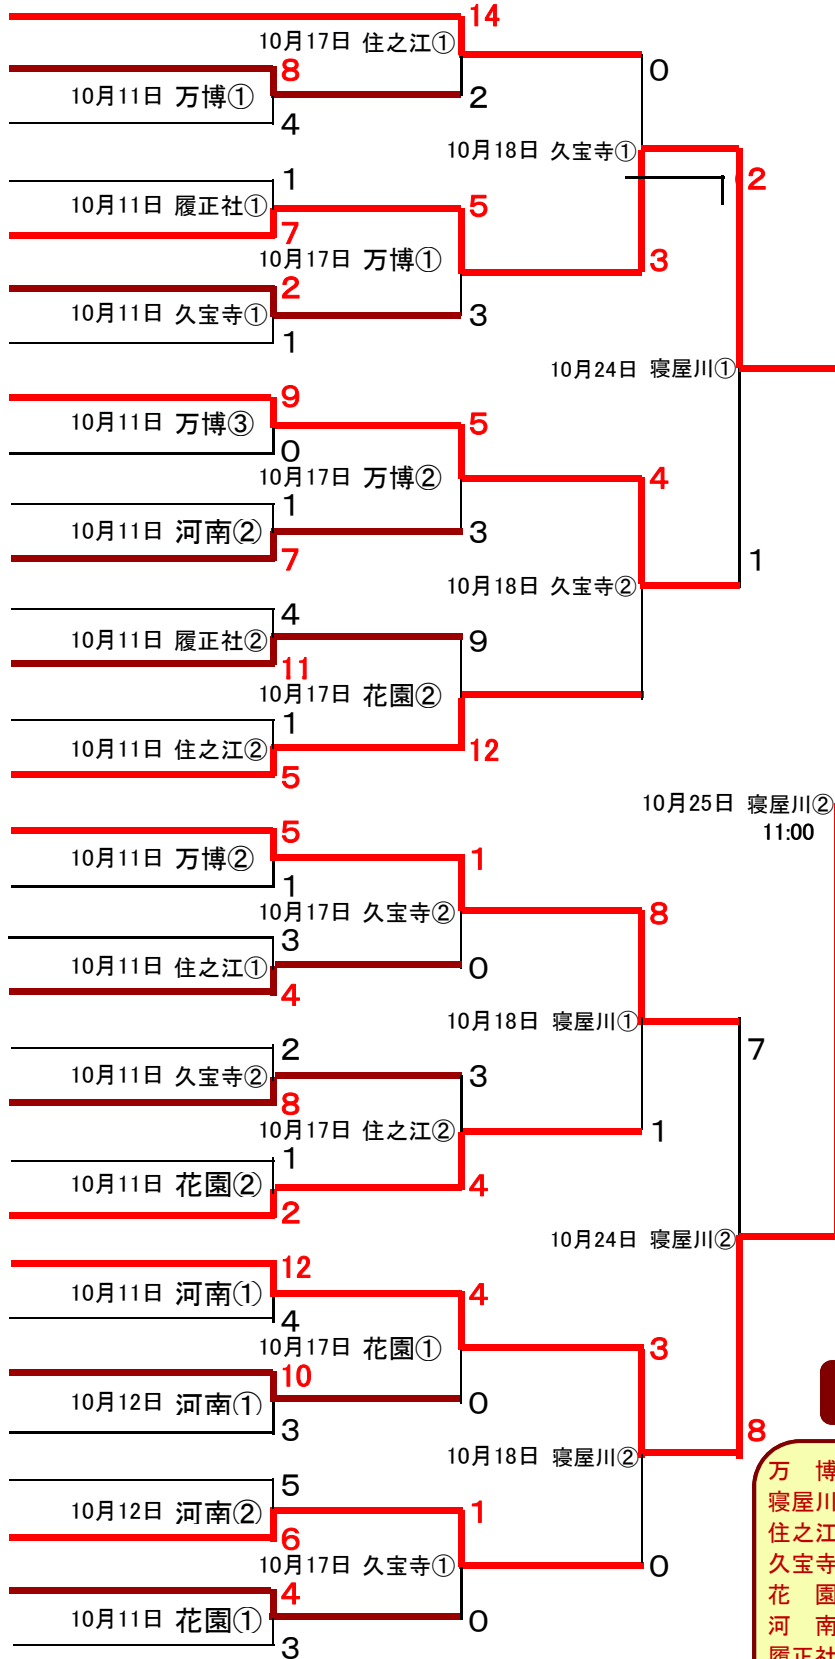 14
10月17日 住之江①
8
0
10月11日 万博①
2
4
10月18日 久宝寺①
1
2
10月11日 履正社①
5
7
10月17日 万博①
3
2
10月11日 久宝寺①
3
1
10月24日 寝屋川①
9
10月11日 万博③
5
0
10月17日 万博②
4
1
10月11日 河南②
3
7
1
10月18日 久宝寺②
4
10月11日 履正社②
9
11
10月17日 花園②
1
10月11日 住之江②
12
5
10月25日 寝屋川②
11:00
5
10月11日 万博②
1
1
10月17日 久宝寺②
8
3
10月11日 住之江①
0
4
10月18日 寝屋川①
2
7
10月11日 久宝寺②
3
8
10月17日 住之江②
1
1
10月11日 花園②
4
2
10月24日 寝屋川②
12
10月11日 河南①
4
4
10月17日 花園①
3
10
10月12日 河南①
0
3
8
10月18日 寝屋川②
5
10月12日 河南②
1
6
10月17日 久宝寺①
0
4
10月11日 花園①
0
3
万 博
寝屋川
住之江
久宝寺
花 園
河 南
履正社